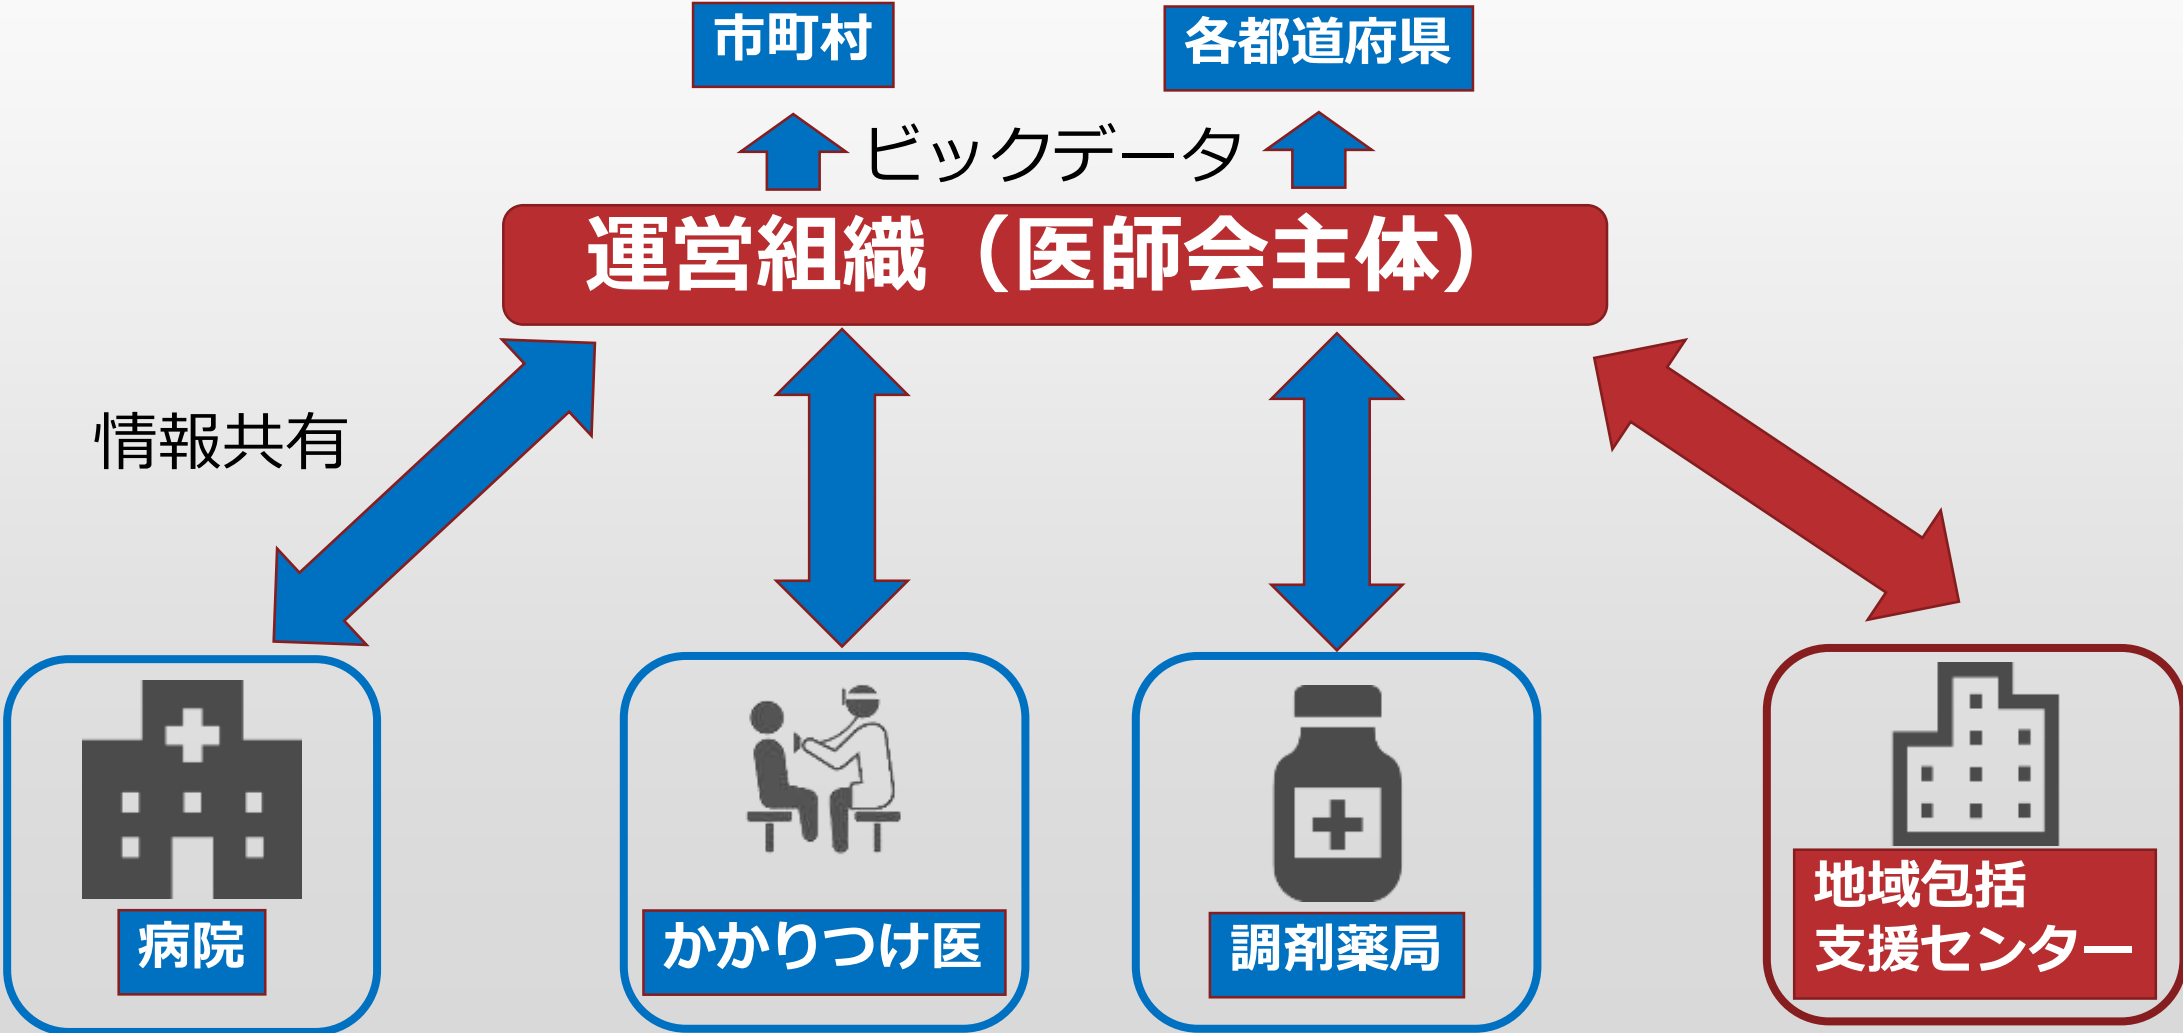 市町村
各都道府県
ビックデータ
運営組織（医師会主体）
情報共有
病院
かかりつけ医
調剤薬局
地域包括
支援センター